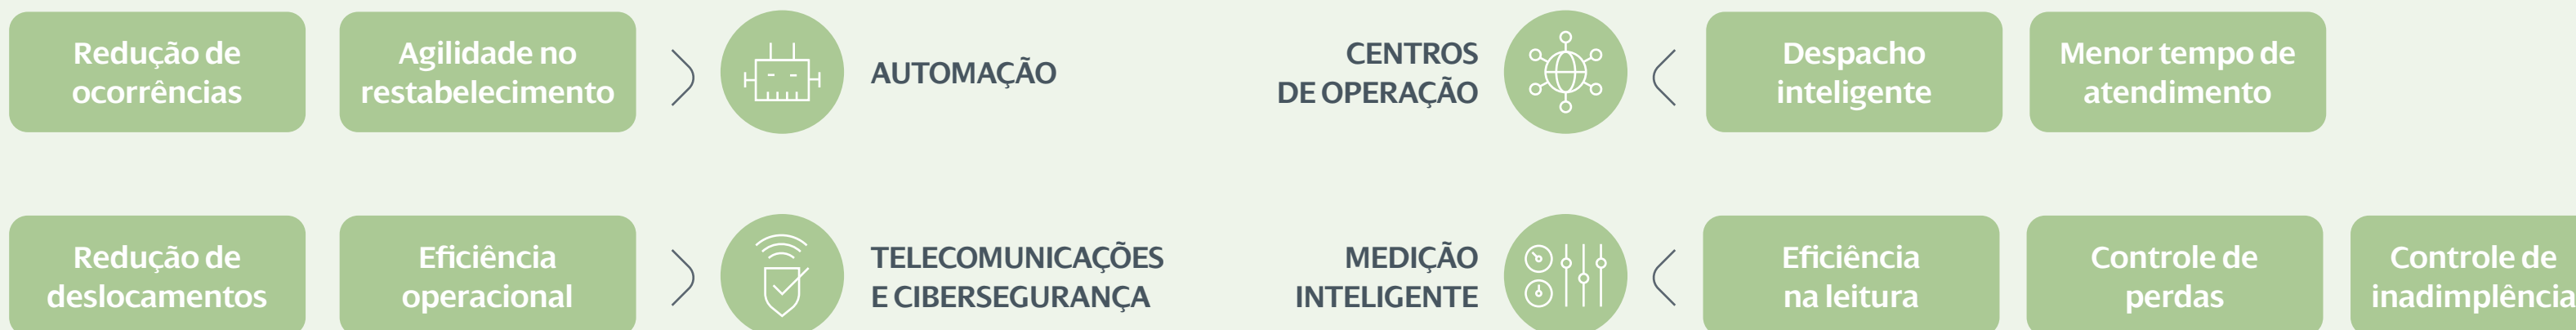 Redução de
ocorrências
Agilidade no
restabelecimento
AUTOMAÇÃO
CENTROS
DE OPERAÇÃO
Despacho
inteligente
Menor tempo de
atendimento
Redução de
deslocamentos
Eficiência
operacional
TELECOMUNICAÇÕES
E CIBERSEGURANÇA
MEDIÇÃO
INTELIGENTE
Eficiência
na leitura
Controle de
perdas
Controle de
inadimplência